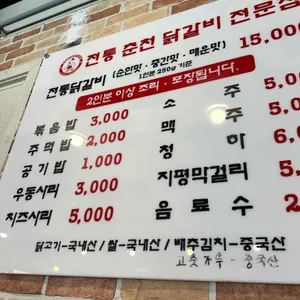 전통 춘천 닭갈비 전문점
전통닭갈비 (순한맛 · 중간맛 · 매운맛) 15,000
1인분 250g 기준
2인분 이상 조리 · 포장됩니다.
볶음밥 3,000 소주 5,0
주먹밥 2,000 맥주 5,0
공기밥 1,000 청하 6,0
우동사리 3,000 지평막걸리 5,
치즈사리 5,000 음료수 2
닭고기-국내산 / 쌀-국내산 / 배추김치-중국산
고춧가루 - 중국산